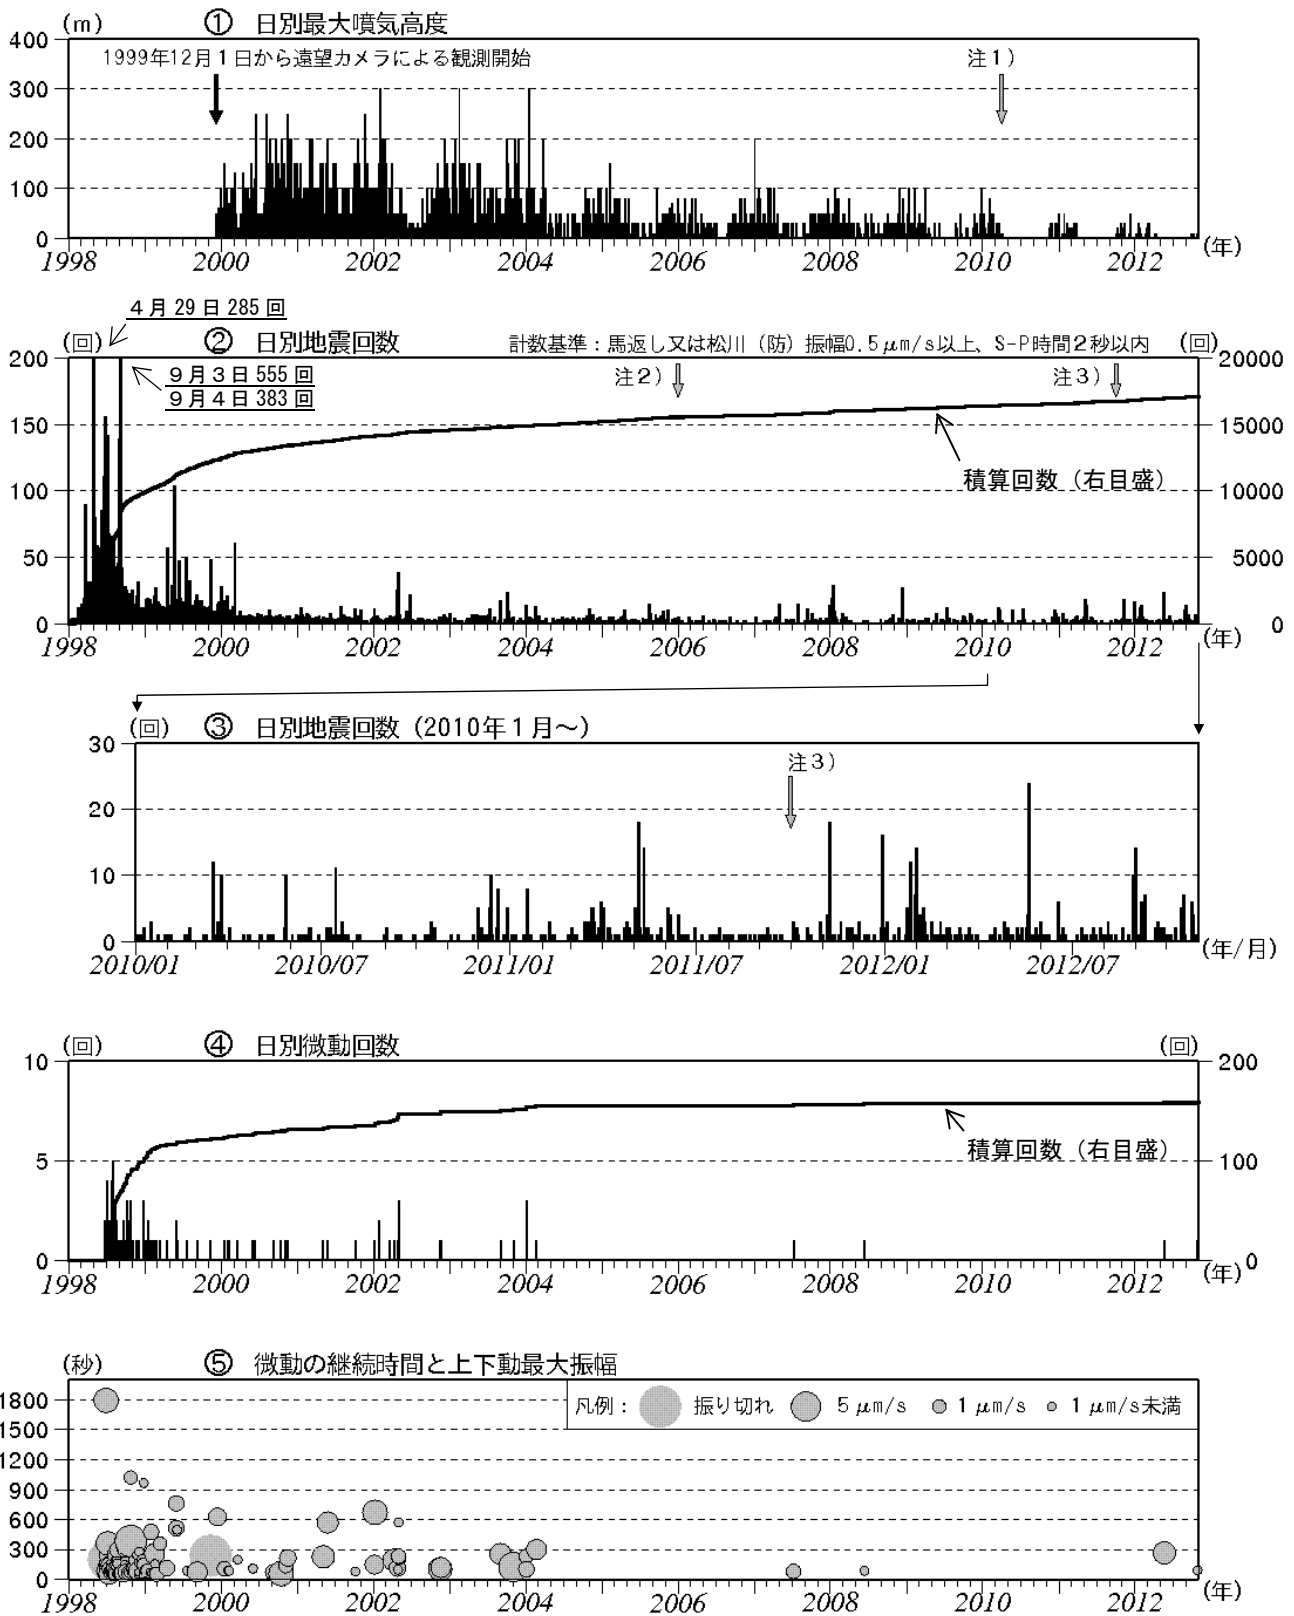 (m) ① 日別最大噴気高度
400
1999年12月1日から遠望カメラによる観測開始 注1)
300
200
100
0
1998 2000 2002 2004 2006 2008 2010 2012 (年)
4月29日285回
(回) ② 日別地震回数 計数基準：馬返し又は松川（防）振幅0.5μm/s以上、S-P時間2秒以内 (回)
200 20000
9月3日555回 注2) 注3)
9月4日383回
150 15000
積算回数（右目盛）
100 10000
50 5000
0 0
1998 2000 2002 2004 2006 2008 2010 2012 (年)
(回) ③ 日別地震回数（2010年1月～）
30
注3)
20
10
0
2010/01 2010/07 2011/01 2011/07 2012/01 2012/07 (年/月)
(回) ④ 日別微動回数 (回)
10 200
積算回数（右目盛）
5 100
0 0
1998 2000 2002 2004 2006 2008 2010 2012 (年)
(秒) ⑤ 微動の継続時間と上下動最大振幅
凡例： 振り切れ 5μm/s 1μm/s 1μm/s未満
1800
1500
1200
900
600
300
0
1998 2000 2002 2004 2006 2008 2010 2012 (年)